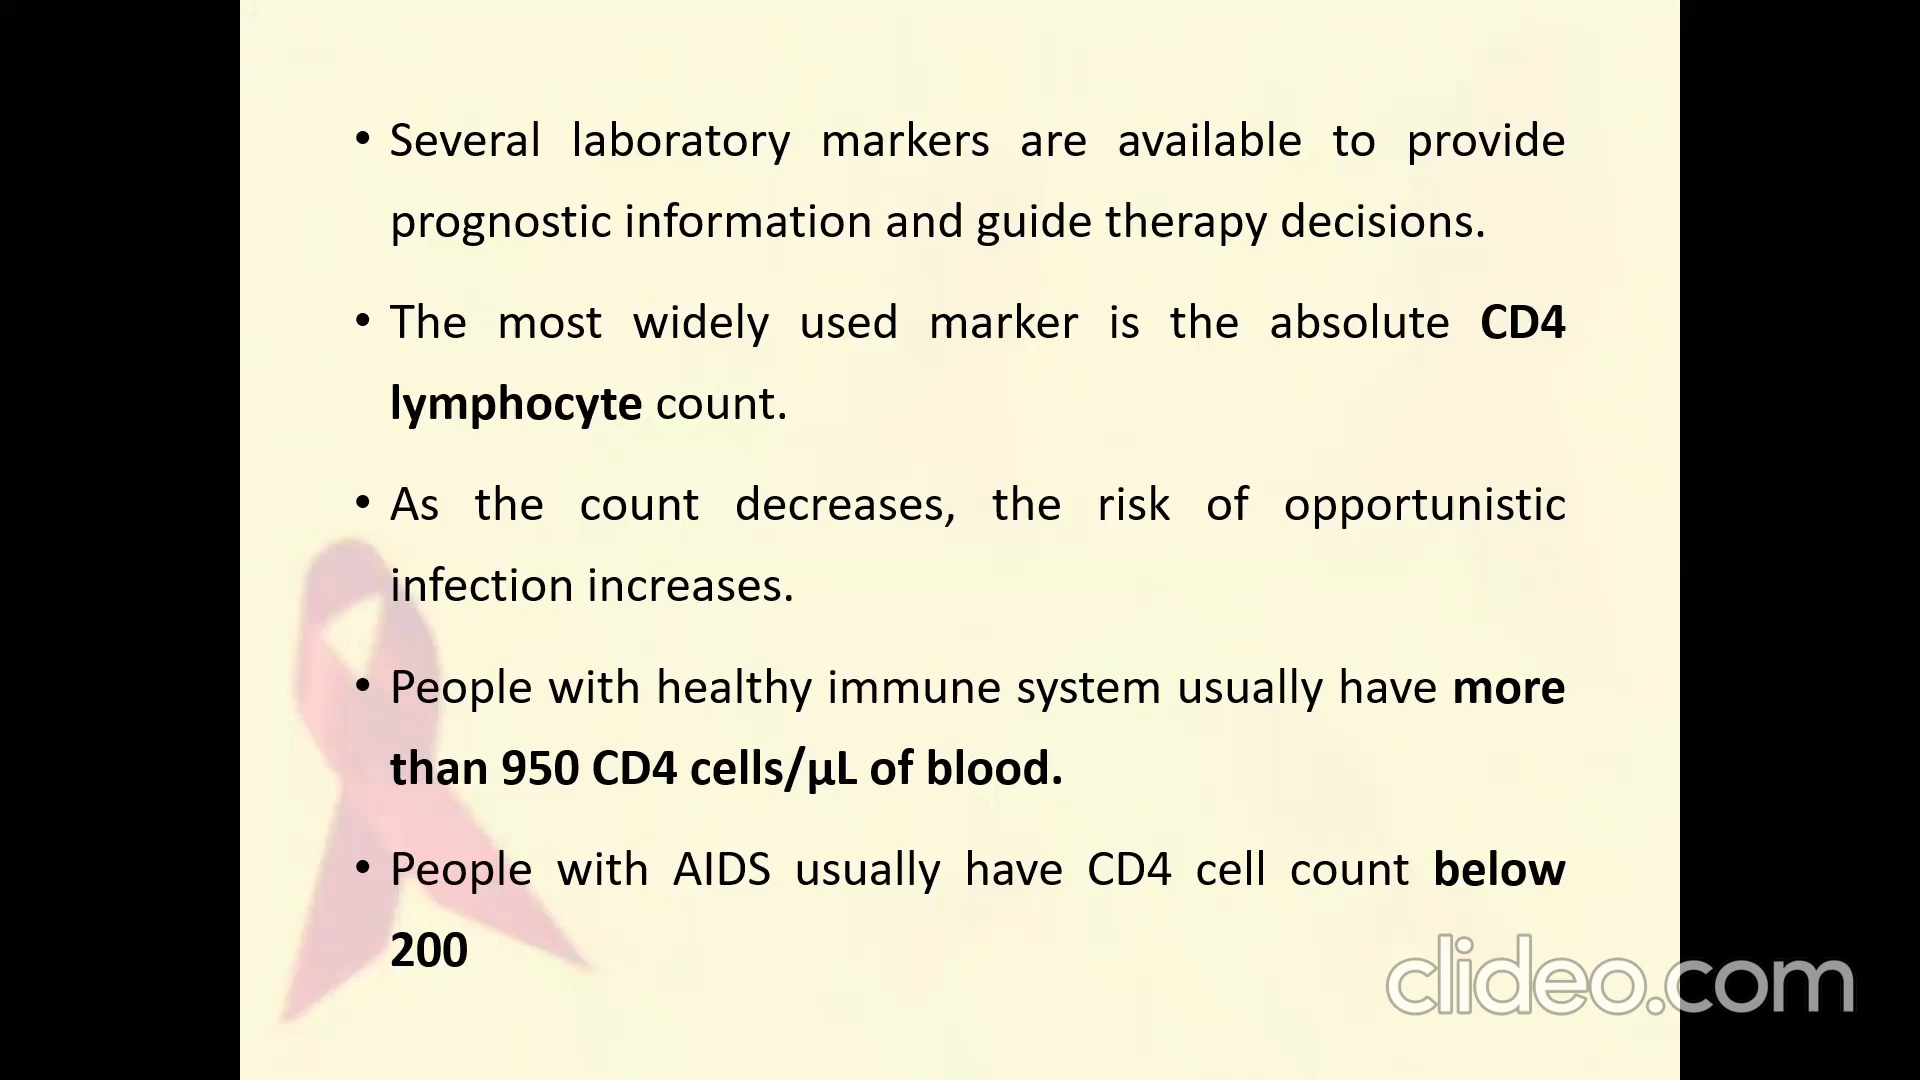 • Several laboratory markers are available to provide
prognostic information and guide therapy decisions.
• The most widely used marker is the absolute CD4
lymphocyte count.
• As the count decreases, the risk of opportunistic
infection increases.
• People with healthy immune system usually have more
than 950 CD4 cells/µL of blood.
• People with AIDS usually have CD4 cell count below
200
clideo.com